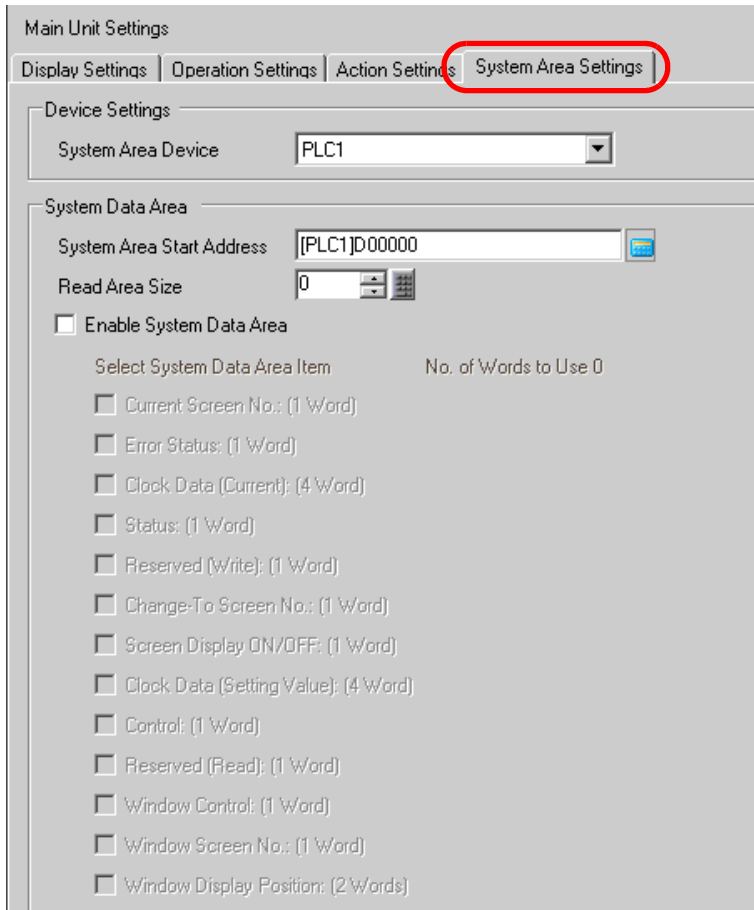 Main Unit Settings
Display Settings Operation Settings Action Settings System Area Settings
Device Settings
System Area Device PLC1
System Data Area
System Area Start Address [PLC1]D00000
Read Area Size 0
Enable System Data Area
Select System Data Area Item No. of Words to Use 0
Current Screen No.: (1 Word)
Error Status: (1 Word)
Clock Data (Current): (4 Word)
Status: (1 Word)
Reserved (Write): (1 Word)
Change-To Screen No.: (1 Word)
Screen Display ON/OFF: (1 Word)
Clock Data (Setting Value): (4 Word)
Control: (1 Word)
Reserved (Read): (1 Word)
Window Control: (1 Word)
Window Screen No.: (1 Word)
Window Display Position: (2 Words)